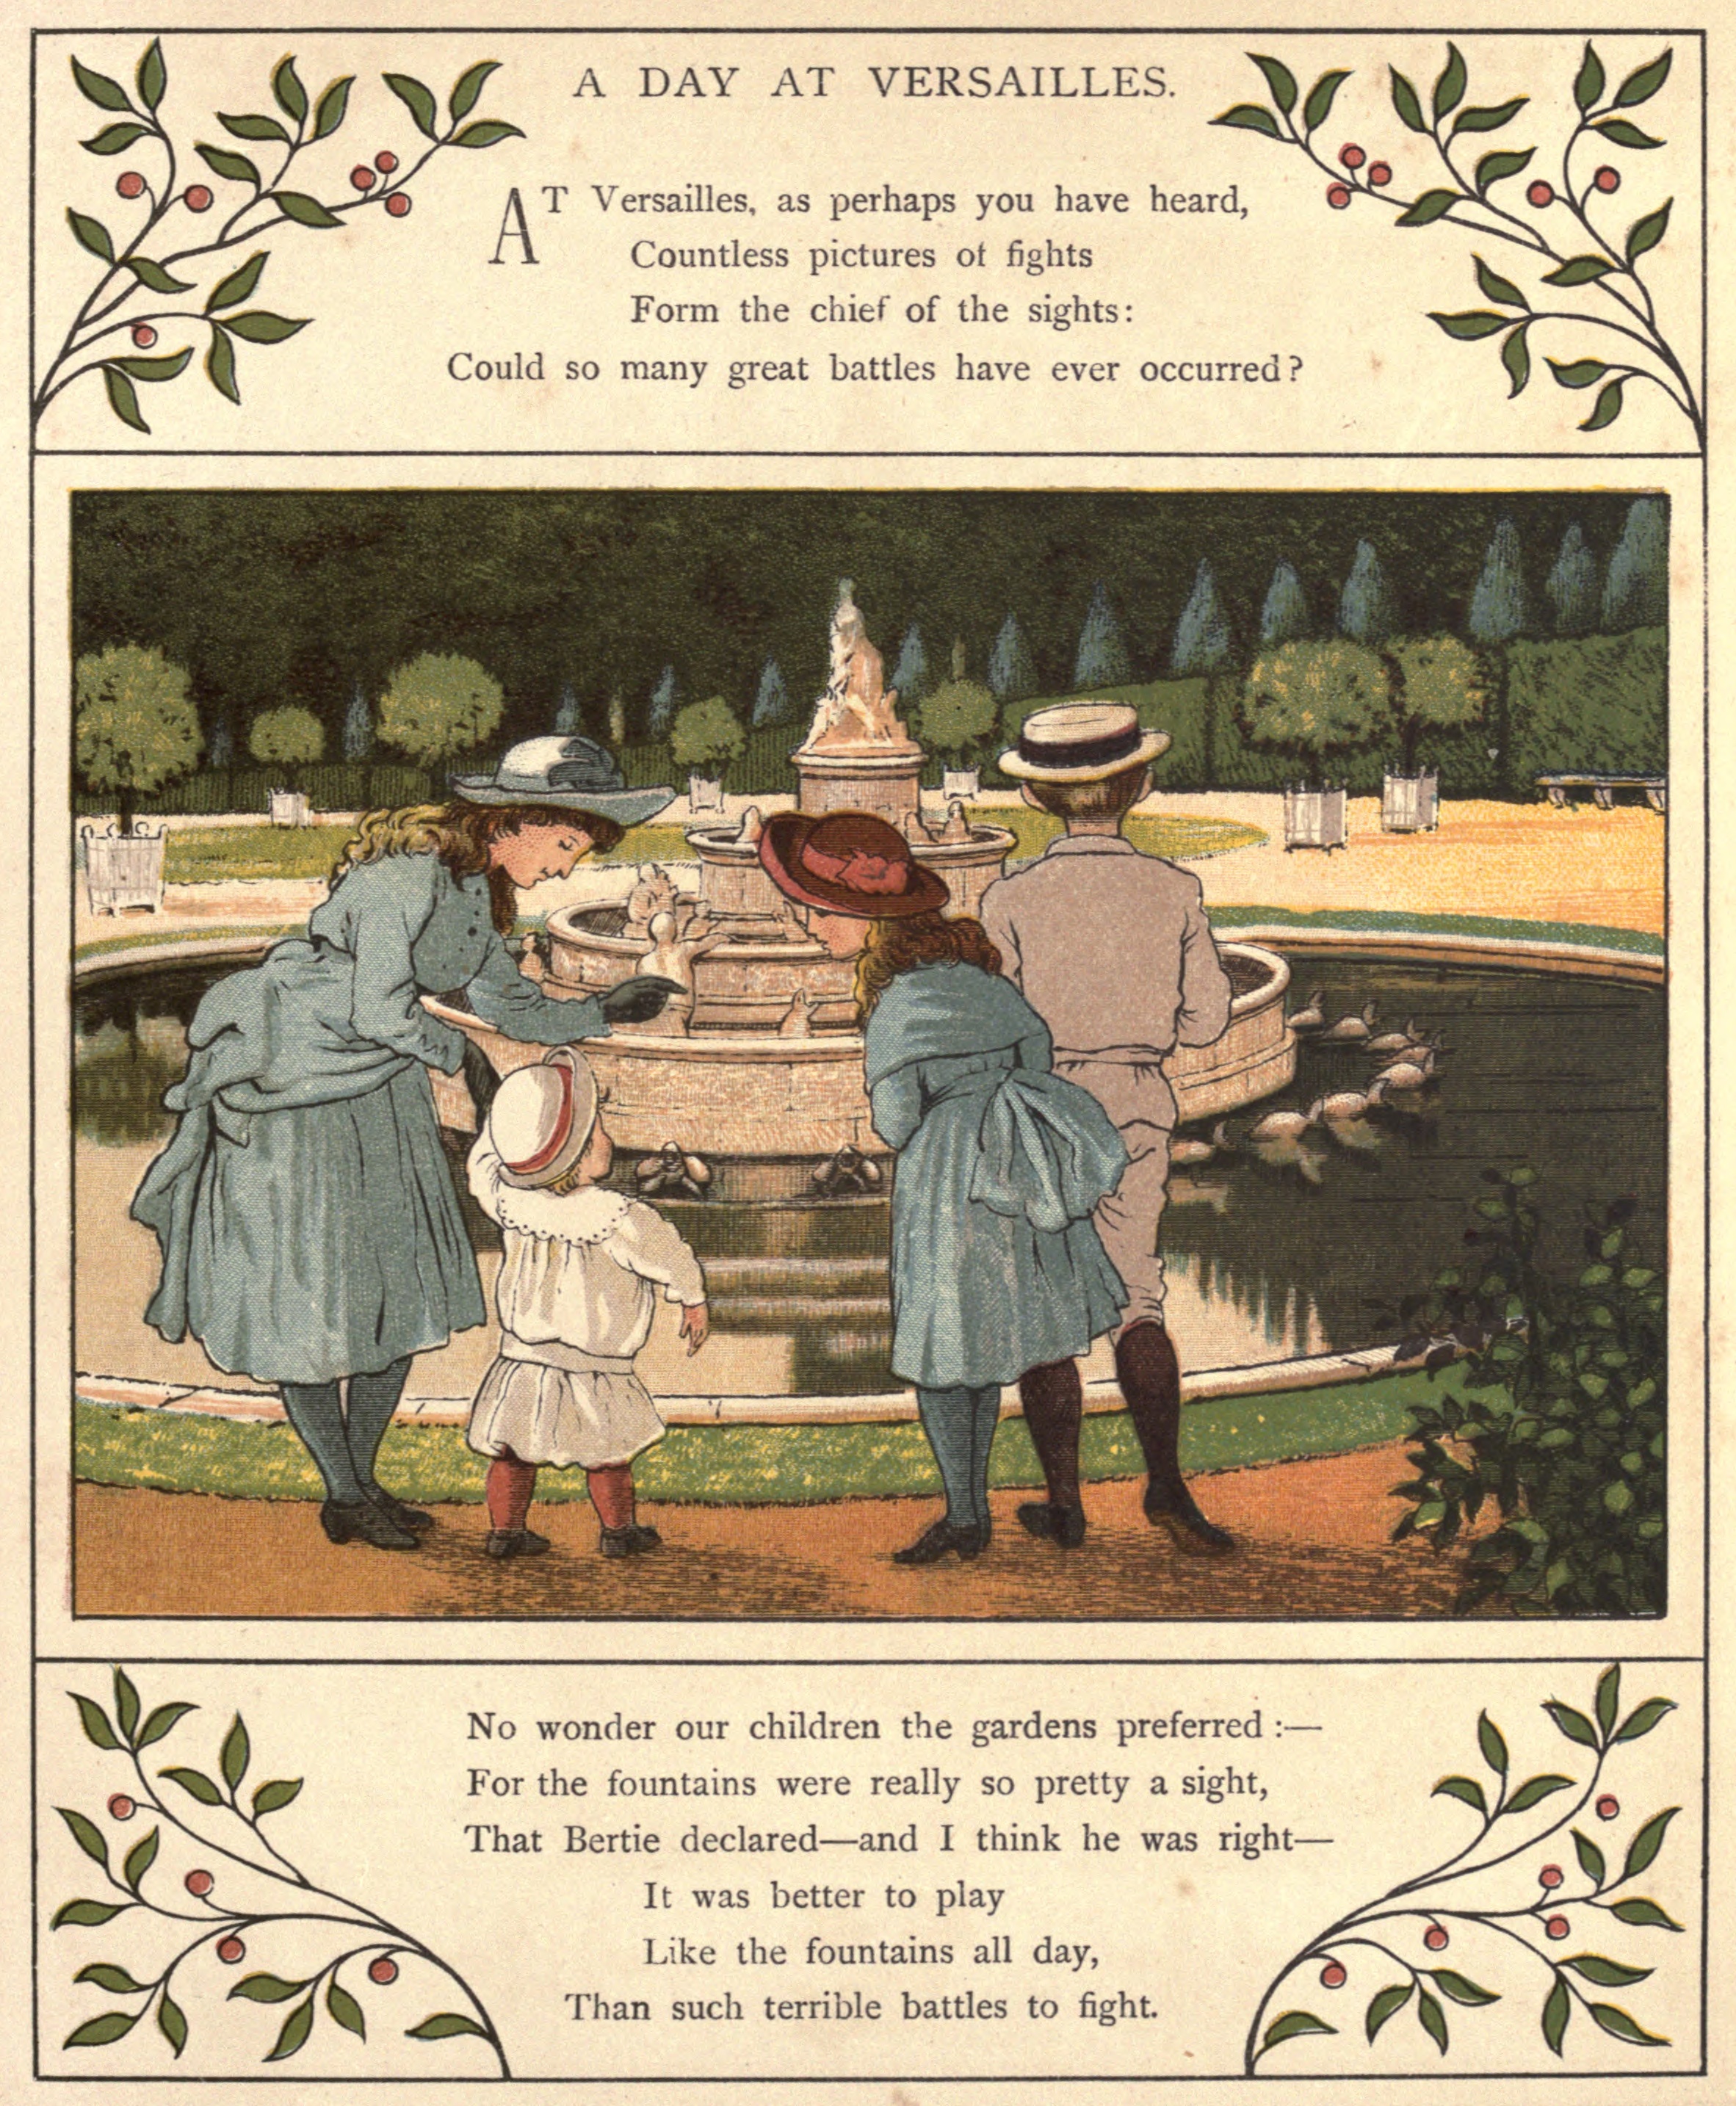 A DAY AT VERSAILLES.
AT Versailles, as perhaps you have heard,
Countless pictures of fights
Form the chief of the sights:
Could so many great battles have ever occurred?
No wonder our children the gardens preferred:—
For the fountains were really so pretty a sight,
That Bertie declared—and I think he was right—
It was better to play
Like the fountains all day,
Than such terrible battles to fight.